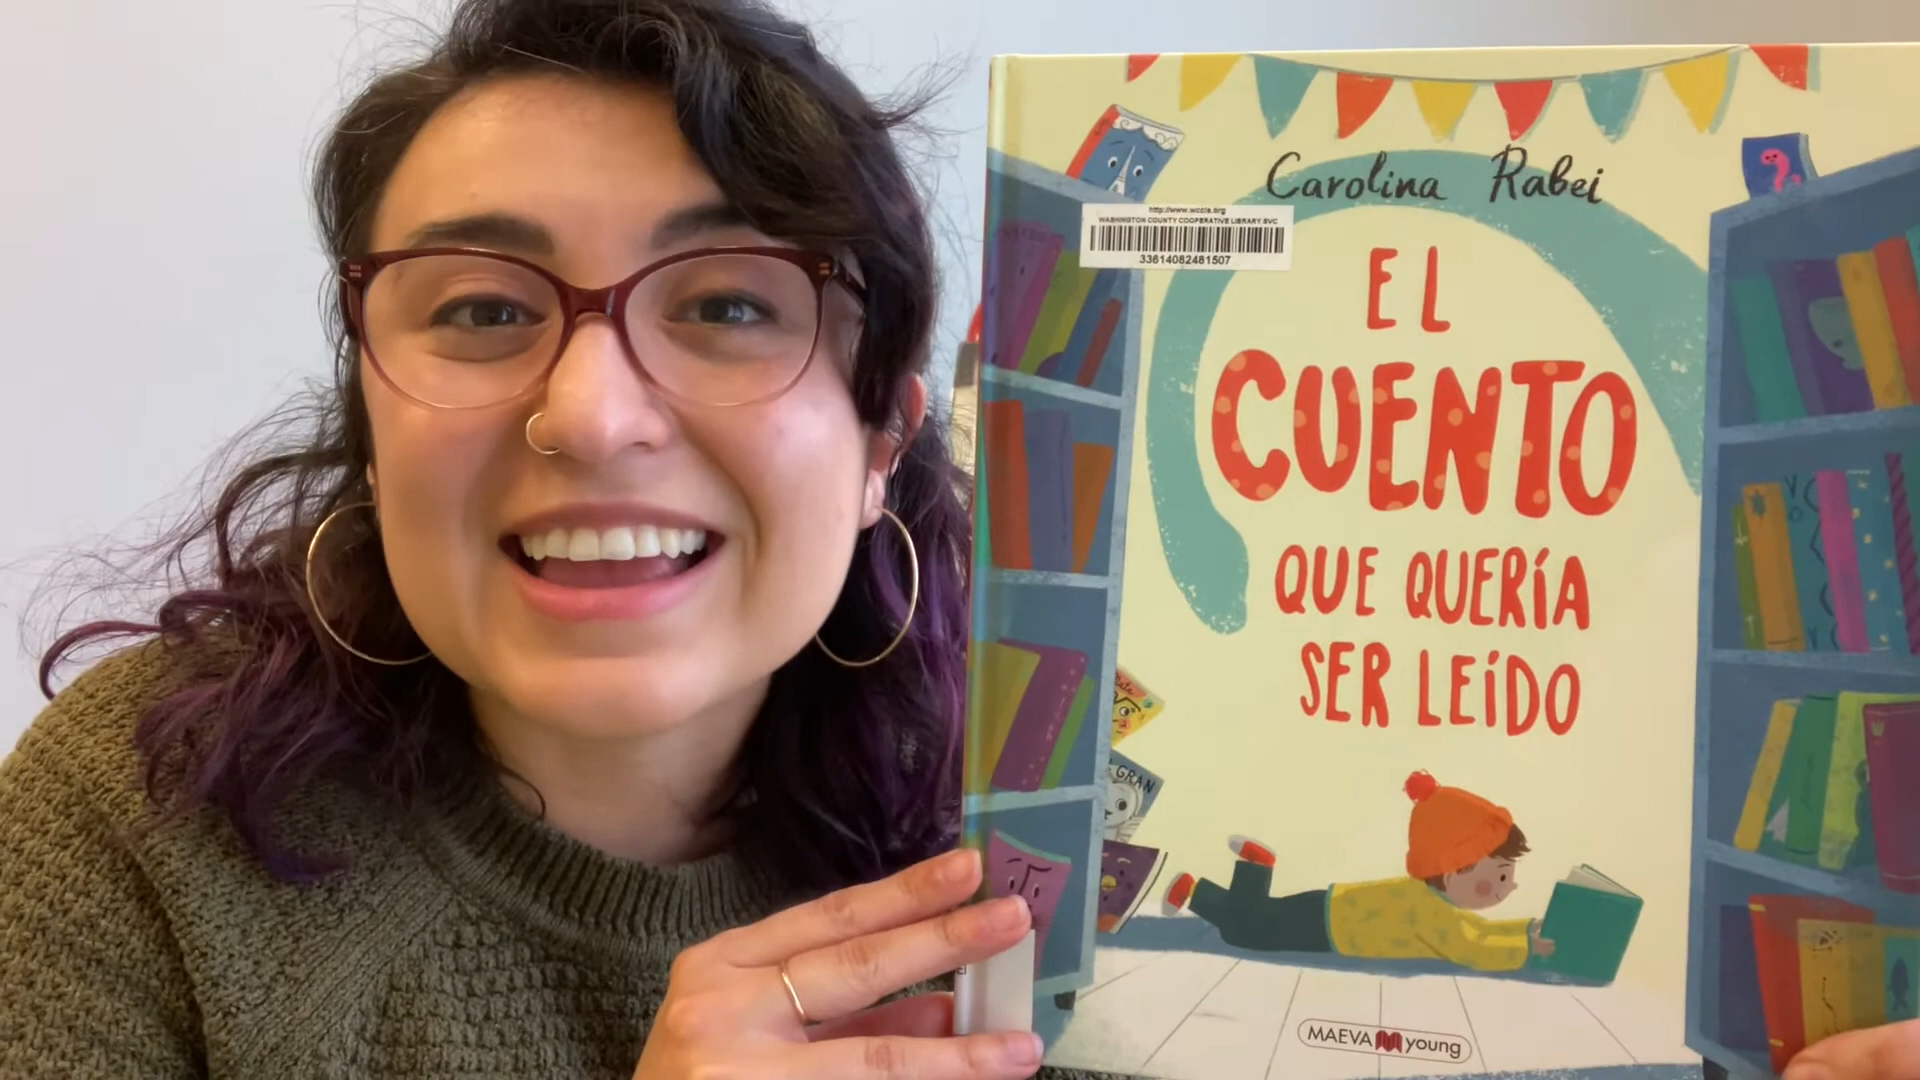 Carolina Rabei
http://www.wccls.org
WASHINGTON COUNTY COOPERATIVE LIBRARY SVC
33614082481507
EL
CUENTO
QUE QUERÍA
SER LEÍDO
GRAN
MAEVA young